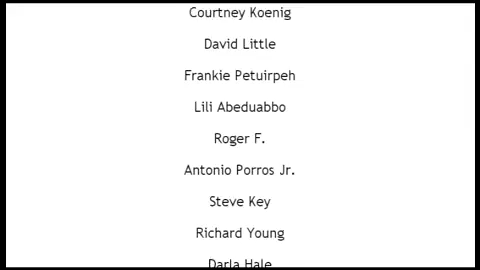 Courtney Koenig
David Little
Frankie Petuirpeh
Lili Abeduabbo
Roger F.
Antonio Porros Jr.
Steve Key
Richard Young
Darla Hale